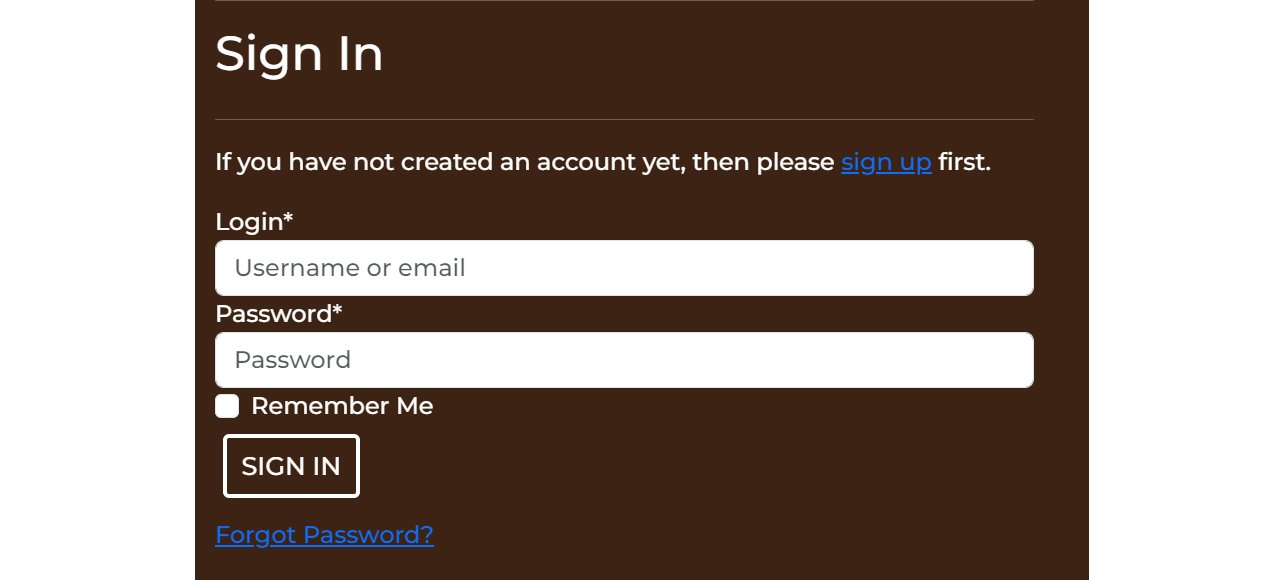 Sign In
If you have not created an account yet, then please sign up first.
Login*
Username or email
Password*
Password
Remember Me
SIGN IN
Forgot Password?